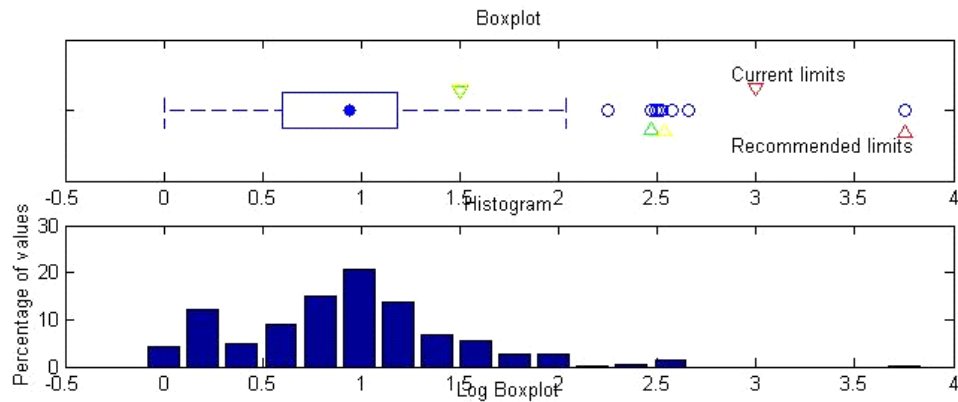 Boxplot
Current limits
Recommended limits
-0.5 0 0.5 1 1.5 2 2.5 3 3.5 4
Histogram
Percentage of values
30
20
10
0
-0.5 0 0.5 1 1.5 2 2.5 3 3.5 4
Log Boxplot